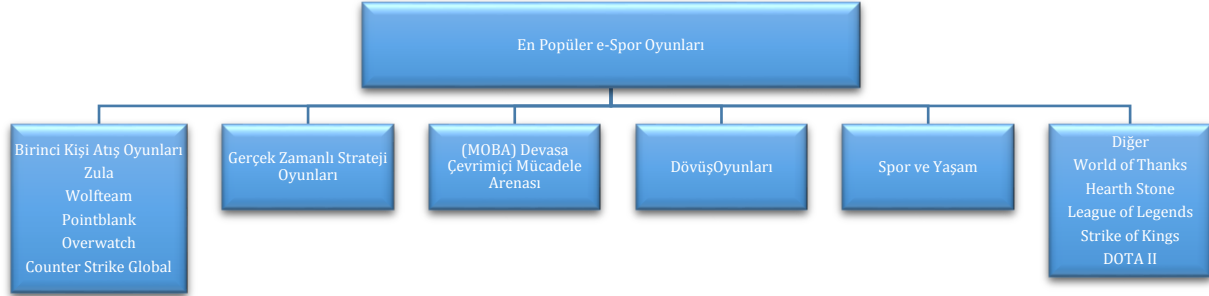 En Popüler e-Spor Oyunları
Birinci Kişi Atış Oyunları
Zula
Wolfteam
Pointblank
Overwatch
Counter Strike Global
Gerçek Zamanlı Strateji
Oyunları
(MOBA) Devasa
Çevrimiçi Mücadele
Arenası
DövüşOyunları
Spor ve Yaşam
Diğer
World of Thanks
Hearth Stone
League of Legends
Strike of Kings
DOTA II